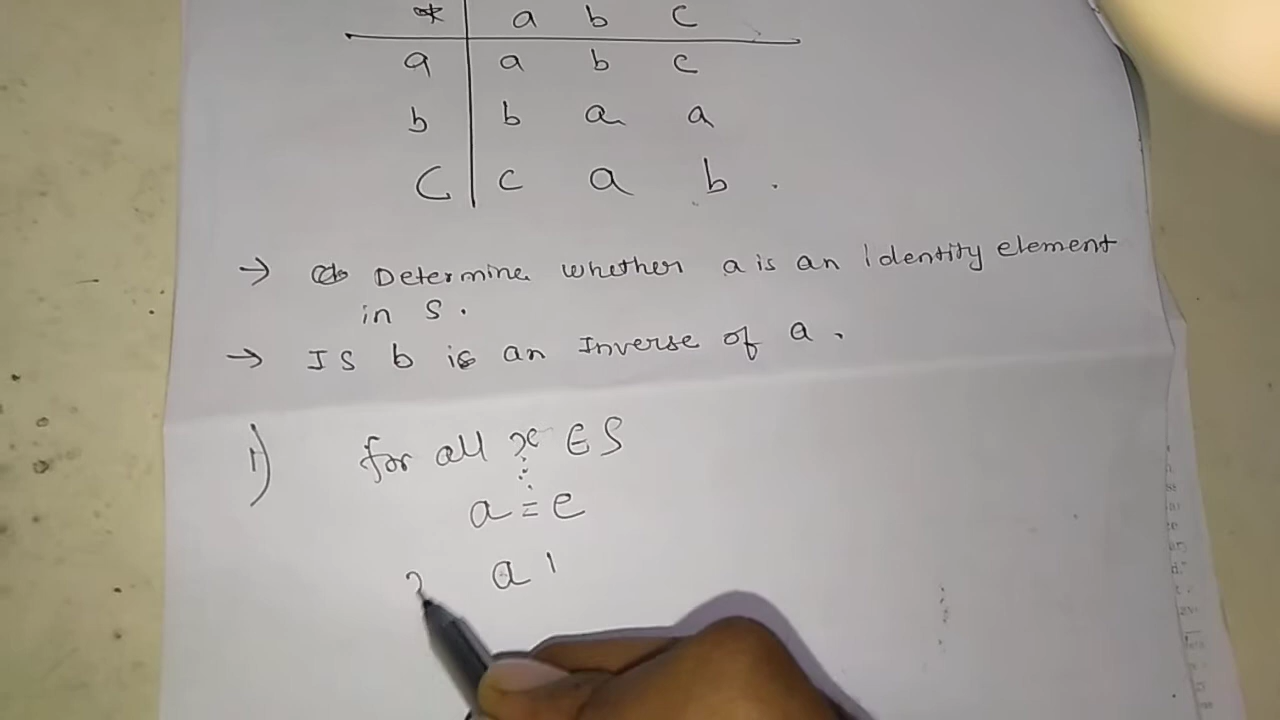 * a b c
a a b c
b b a a
C c a b .
→ Determine whether a is an Identity element
in S.
→ IS b is an Inverse of a.
1) for all x ∈ S
a = e
a